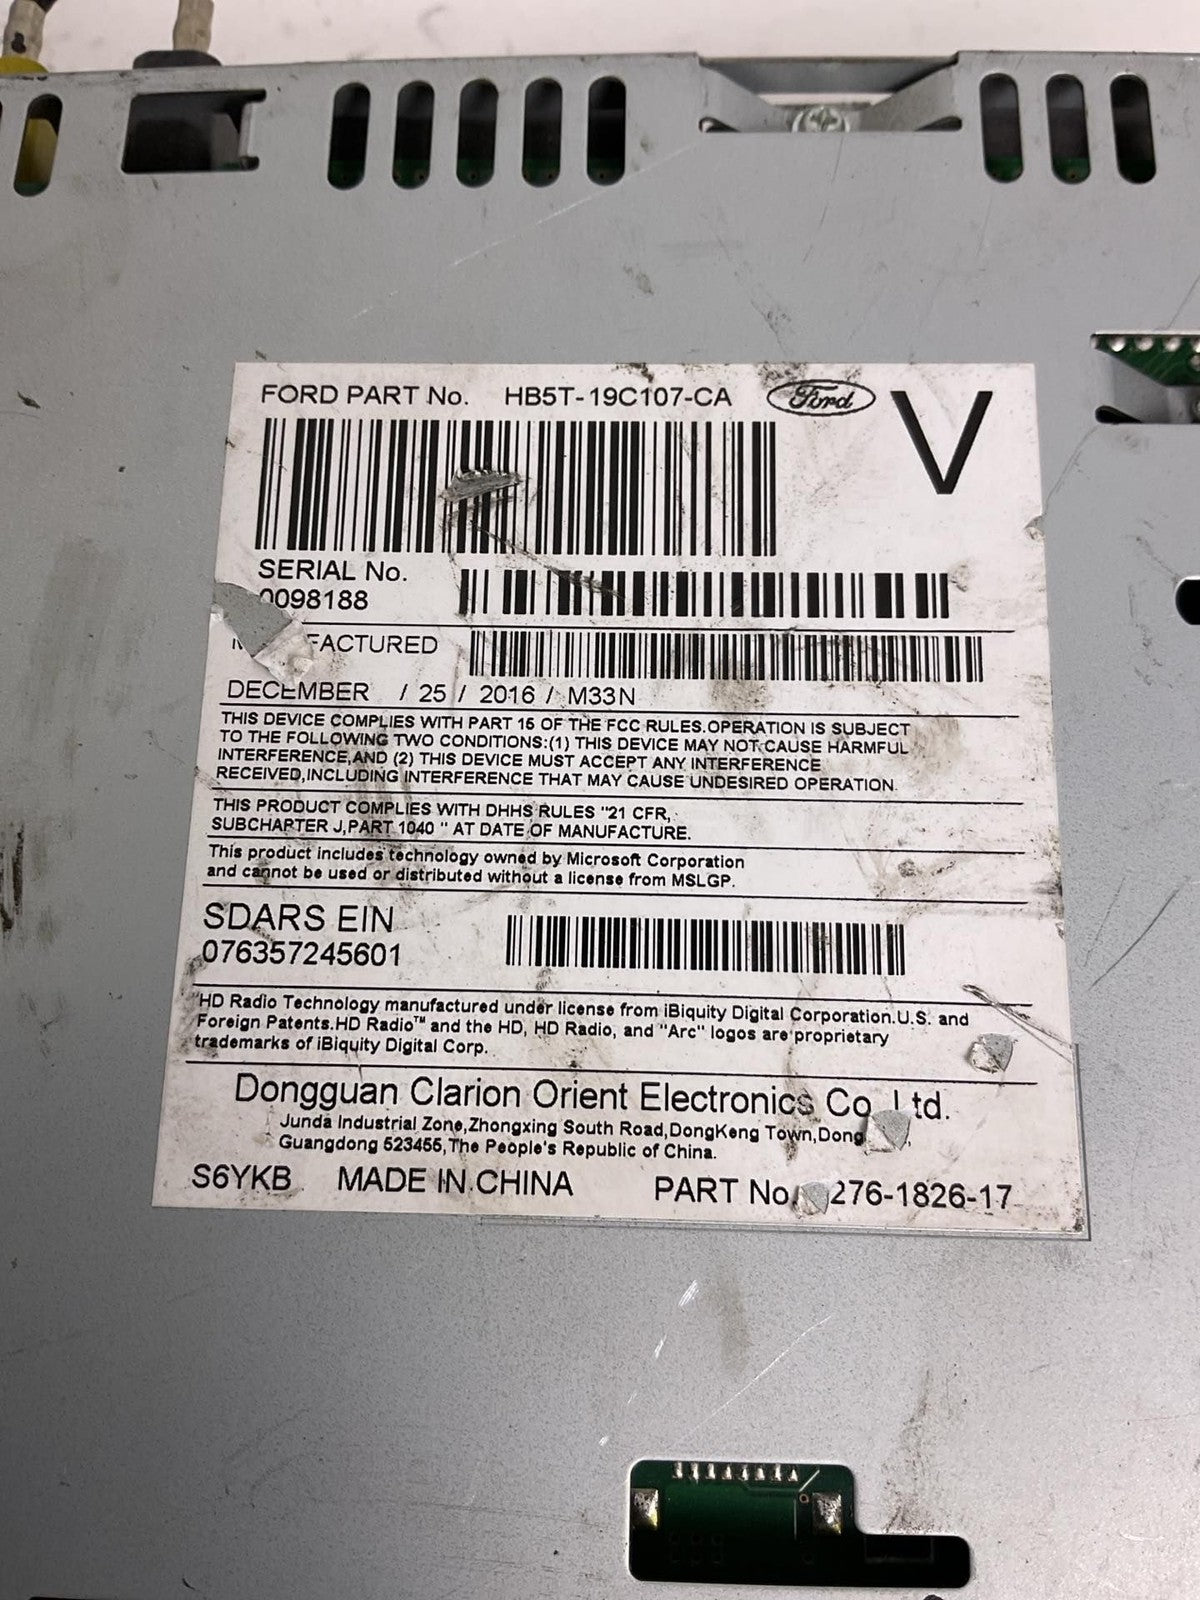 FORD PART No. HB5T-19C107-CA Ford V
SERIAL No.
0098188
DECEMBER / 25 / 2016 / M33N
THIS DEVICE COMPLIES WITH PART 15 OF THE FCC RULES.OPERATION IS SUBJECT
TO THE FOLLOWING TWO CONDITIONS:(1) THIS DEVICE MAY NOT CAUSE HARMFUL
INTERFERENCE,AND (2) THIS DEVICE MUST ACCEPT ANY INTERFERENCE
RECEIVED,INCLUDING INTERFERENCE THAT MAY CAUSE UNDESIRED OPERATION.
THIS PRODUCT COMPLIES WITH DHHS RULES "21 CFR,
SUBCHAPTER J,PART 1040 " AT DATE OF MANUFACTURE.
This product includes technology owned by Microsoft Corporation
and cannot be used or distributed without a license from MSLGP.
SDARS EIN
076357245601
HD Radio Technology manufactured under license from iBiquity Digital Corporation.U.S. and
Foreign Patents.HD Radio™ and the HD, HD Radio, and "Arc" logos are proprietary
trademarks of iBiquity Digital Corp.
Dongguan Clarion Orient Electronics Co. Ltd.
Junda Industrial Zone,Zhongxing South Road,DongKeng Town,
Guangdong 523455,The People's Republic of China.
S6YKB MADE IN CHINA PART No. 276-1826-17